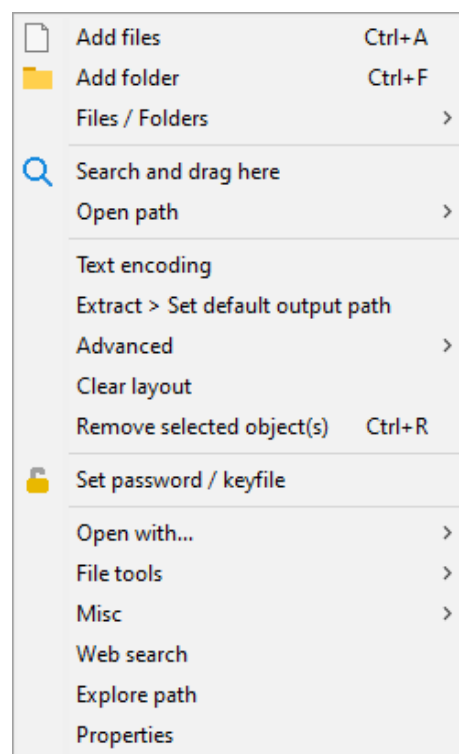 Add files Ctrl+A
Add folder Ctrl+F
Files / Folders
Search and drag here
Open path
Text encoding
Extract > Set default output path
Advanced
Clear layout
Remove selected object(s) Ctrl+R
Set password / keyfile
Open with...
File tools
Misc
Web search
Explore path
Properties